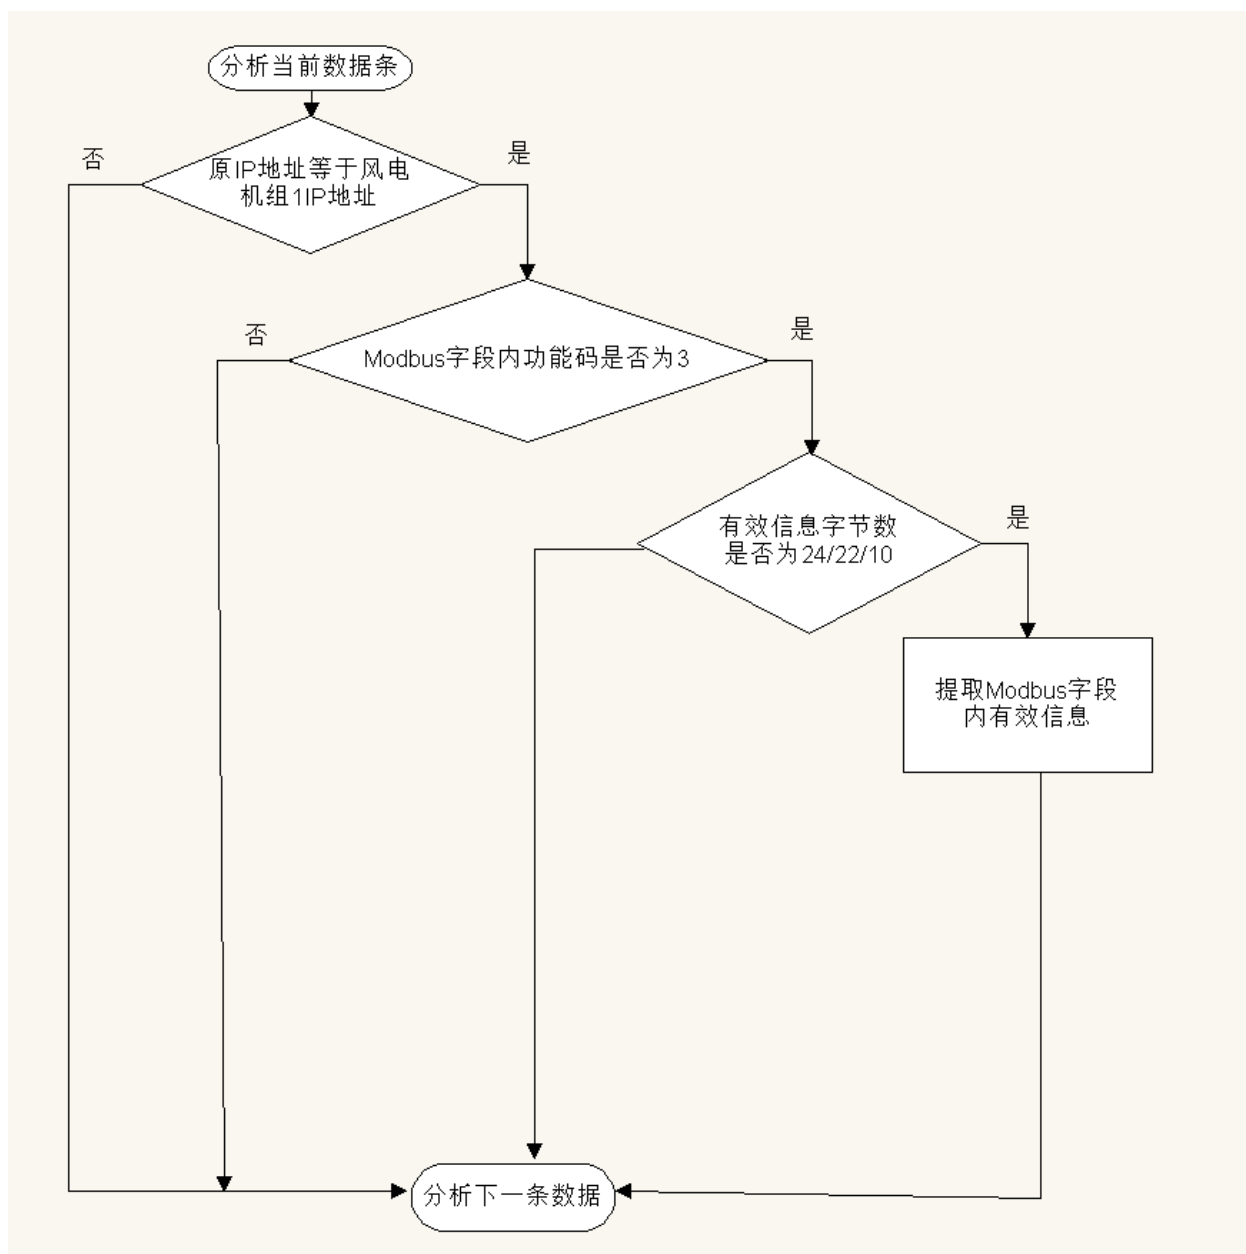 分析当前数据条
否
是
原IP地址等于风电
机组1IP地址
否
是
Modbus字段内功能码是否为3
是
有效信息字节数
是否为24/22/10
提取Modbus字段
内有效信息
分析下一条数据